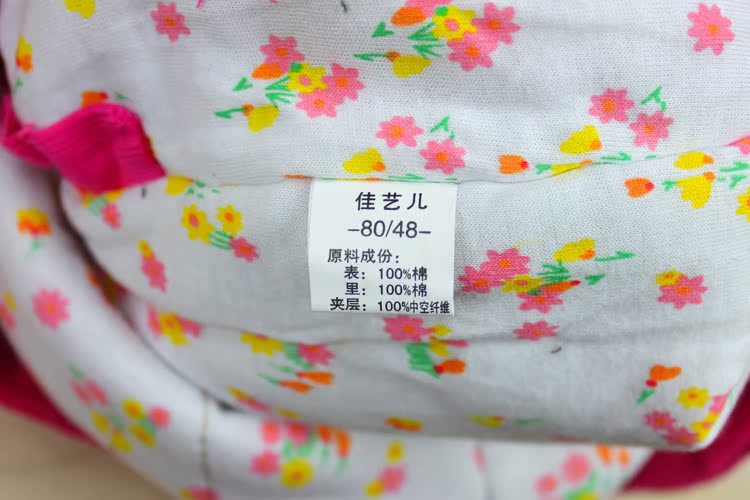 佳艺儿
-80/48-
原料成份：
表：100%棉
里：100%棉
夹层：100%中空纤维